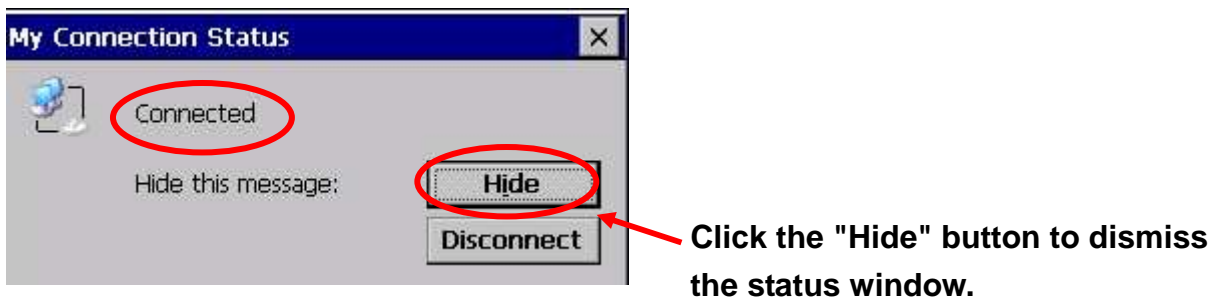 My Connection Status
Connected
Hide this message:
Hide
Disconnect
Click the "Hide" button to dismiss
the status window.